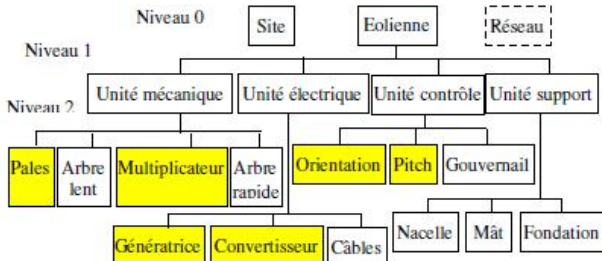 Niveau 0
Site
Eolienne
Réseau
Niveau 1
Unité mécanique
Unité électrique
Unité contrôle
Unité support
Niveau 2
Pales
Arbre
lent
Multiplicateur
Arbre
rapide
Orientation
Pitch
Gouvernail
Génératrice
Convertisseur
Câbles
Nacelle
Mât
Fondation